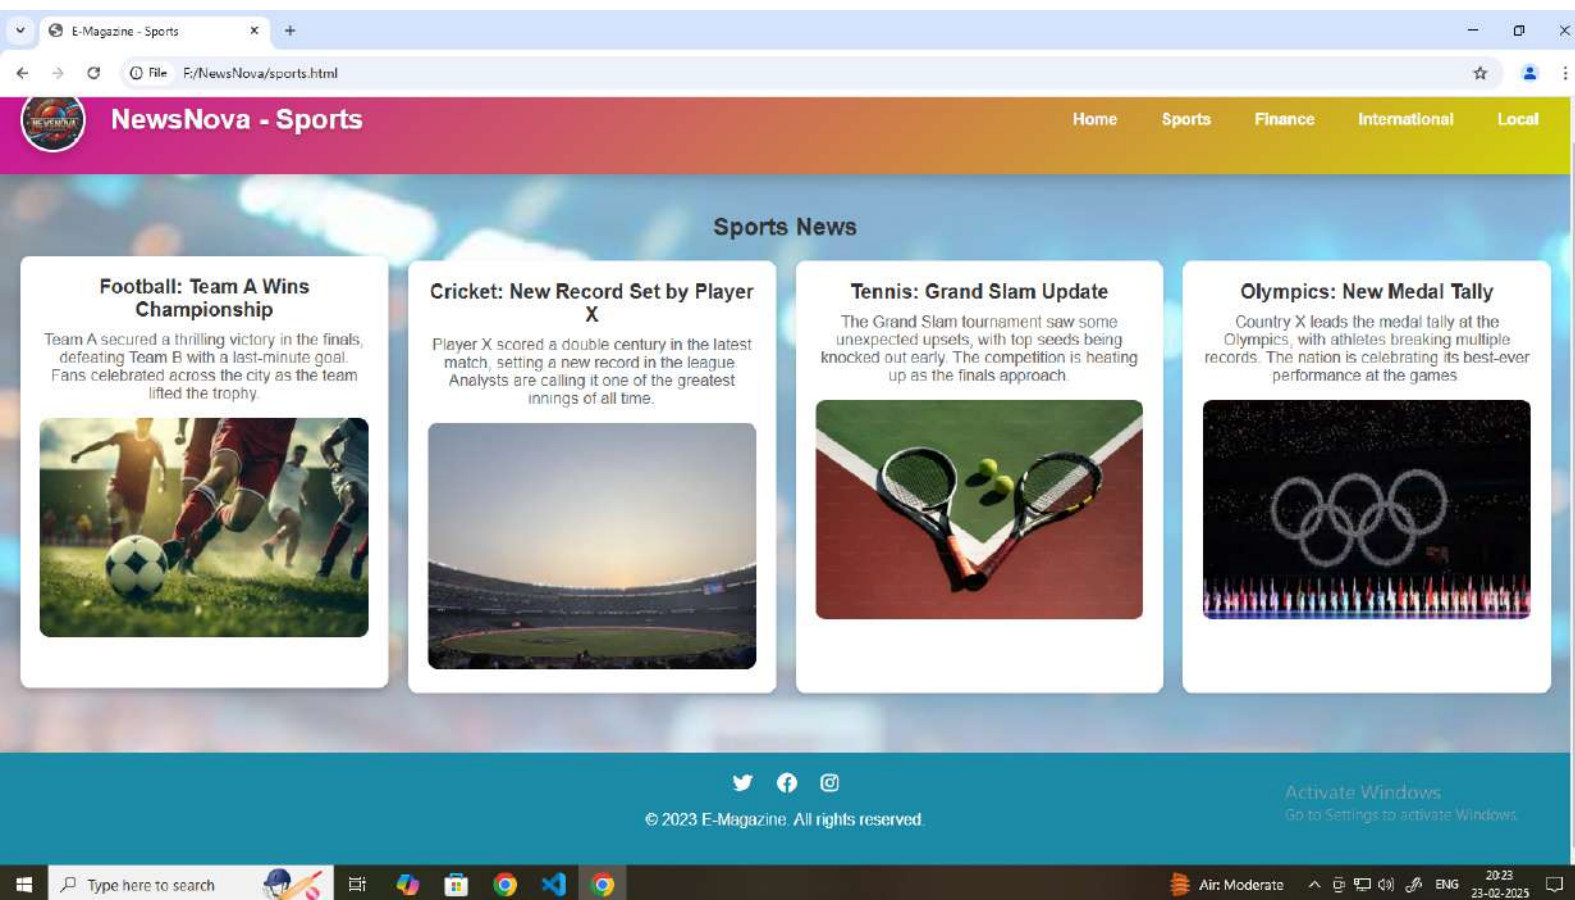 E-Magazine - Sports
File F:/NewsNova/sports.html
NEWSNOVA
NewsNova - Sports
Home Sports Finance International Local
Sports News
Football: Team A Wins
Championship
Team A secured a thrilling victory in the finals,
defeating Team B with a last-minute goal.
Fans celebrated across the city as the team
lifted the trophy.
Cricket: New Record Set by Player
X
Player X scored a double century in the latest
match, setting a new record in the league.
Analysts are calling it one of the greatest
innings of all time.
Tennis: Grand Slam Update
The Grand Slam tournament saw some
unexpected upsets, with top seeds being
knocked out early. The competition is heating
up as the finals approach.
Olympics: New Medal Tally
Country X leads the medal tally at the
Olympics, with athletes breaking multiple
records. The nation is celebrating its best-ever
performance at the games.
© 2023 E-Magazine. All rights reserved.
Activate Windows
Go to Settings to activate Windows.
Type here to search
Air: Moderate
ENG
20:23
23-02-2025